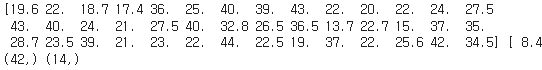 [19.6 22. 18.7 17.4 36. 25. 40. 39. 43. 22. 20. 22. 24. 27.5
43. 40. 24. 21. 27.5 40. 32.8 26.5 36.5 13.7 22.7 15. 37. 35.
28.7 23.5 39. 21. 23. 22. 44. 22.5 19. 37. 22. 25.6 42. 34.5] [ 8.4
(42,) (14,)